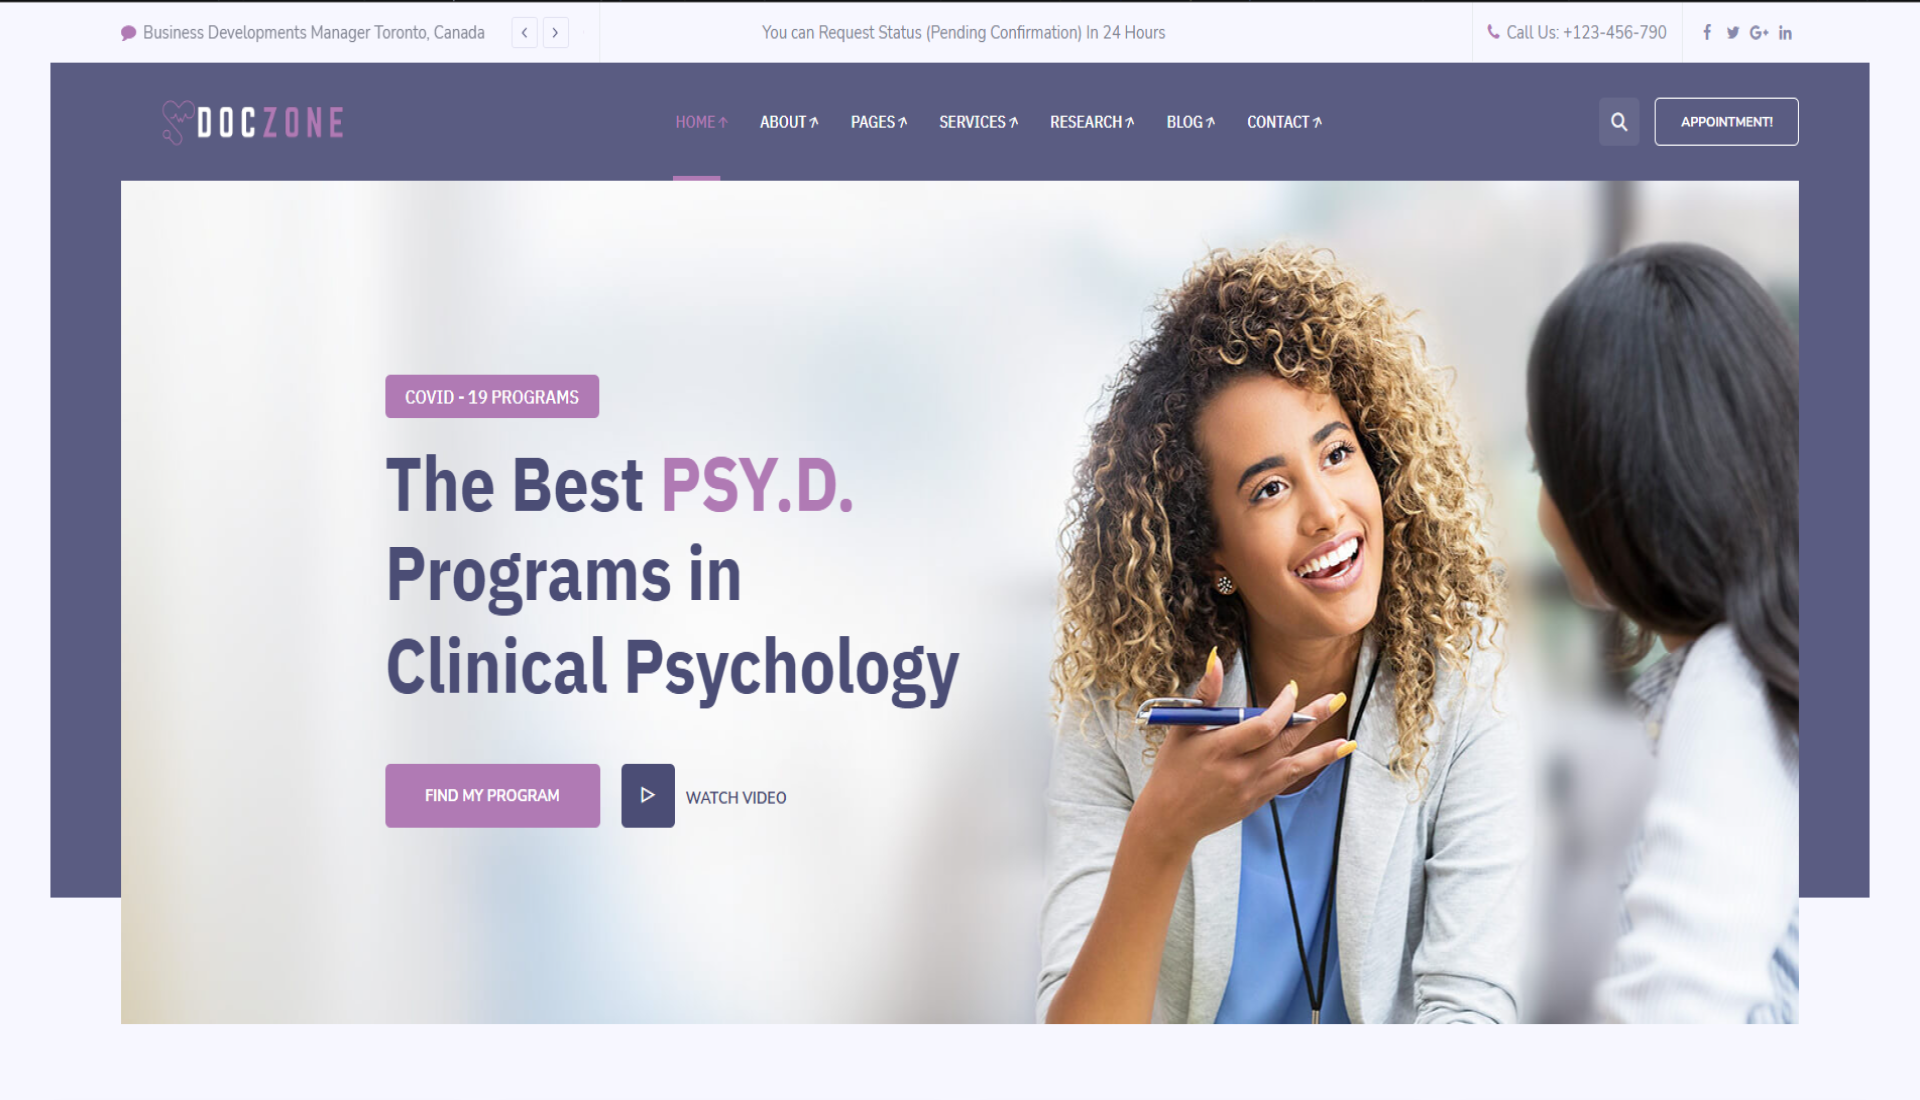 Business Developments Manager Toronto, Canada
You can Request Status (Pending Confirmation) In 24 Hours
Call Us: +123-456-790
DOCZONE
HOME
ABOUT
PAGES
SERVICES
RESEARCH
BLOG
CONTACT
APPOINTMENT!
COVID - 19 PROGRAMS
The Best PSY.D.
Programs in
Clinical Psychology
FIND MY PROGRAM
WATCH VIDEO